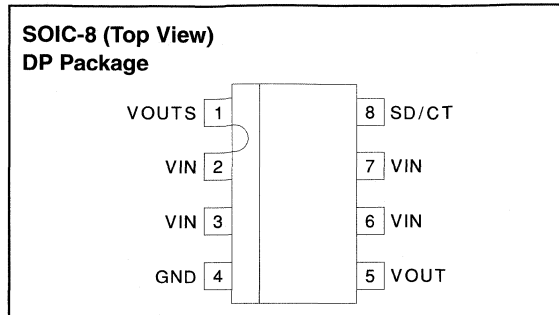 SOIC-8 (Top View)
DP Package
VOUTS 1 8 SD/CT
VIN 2 7 VIN
VIN 3 6 VIN
GND 4 5 VOUT